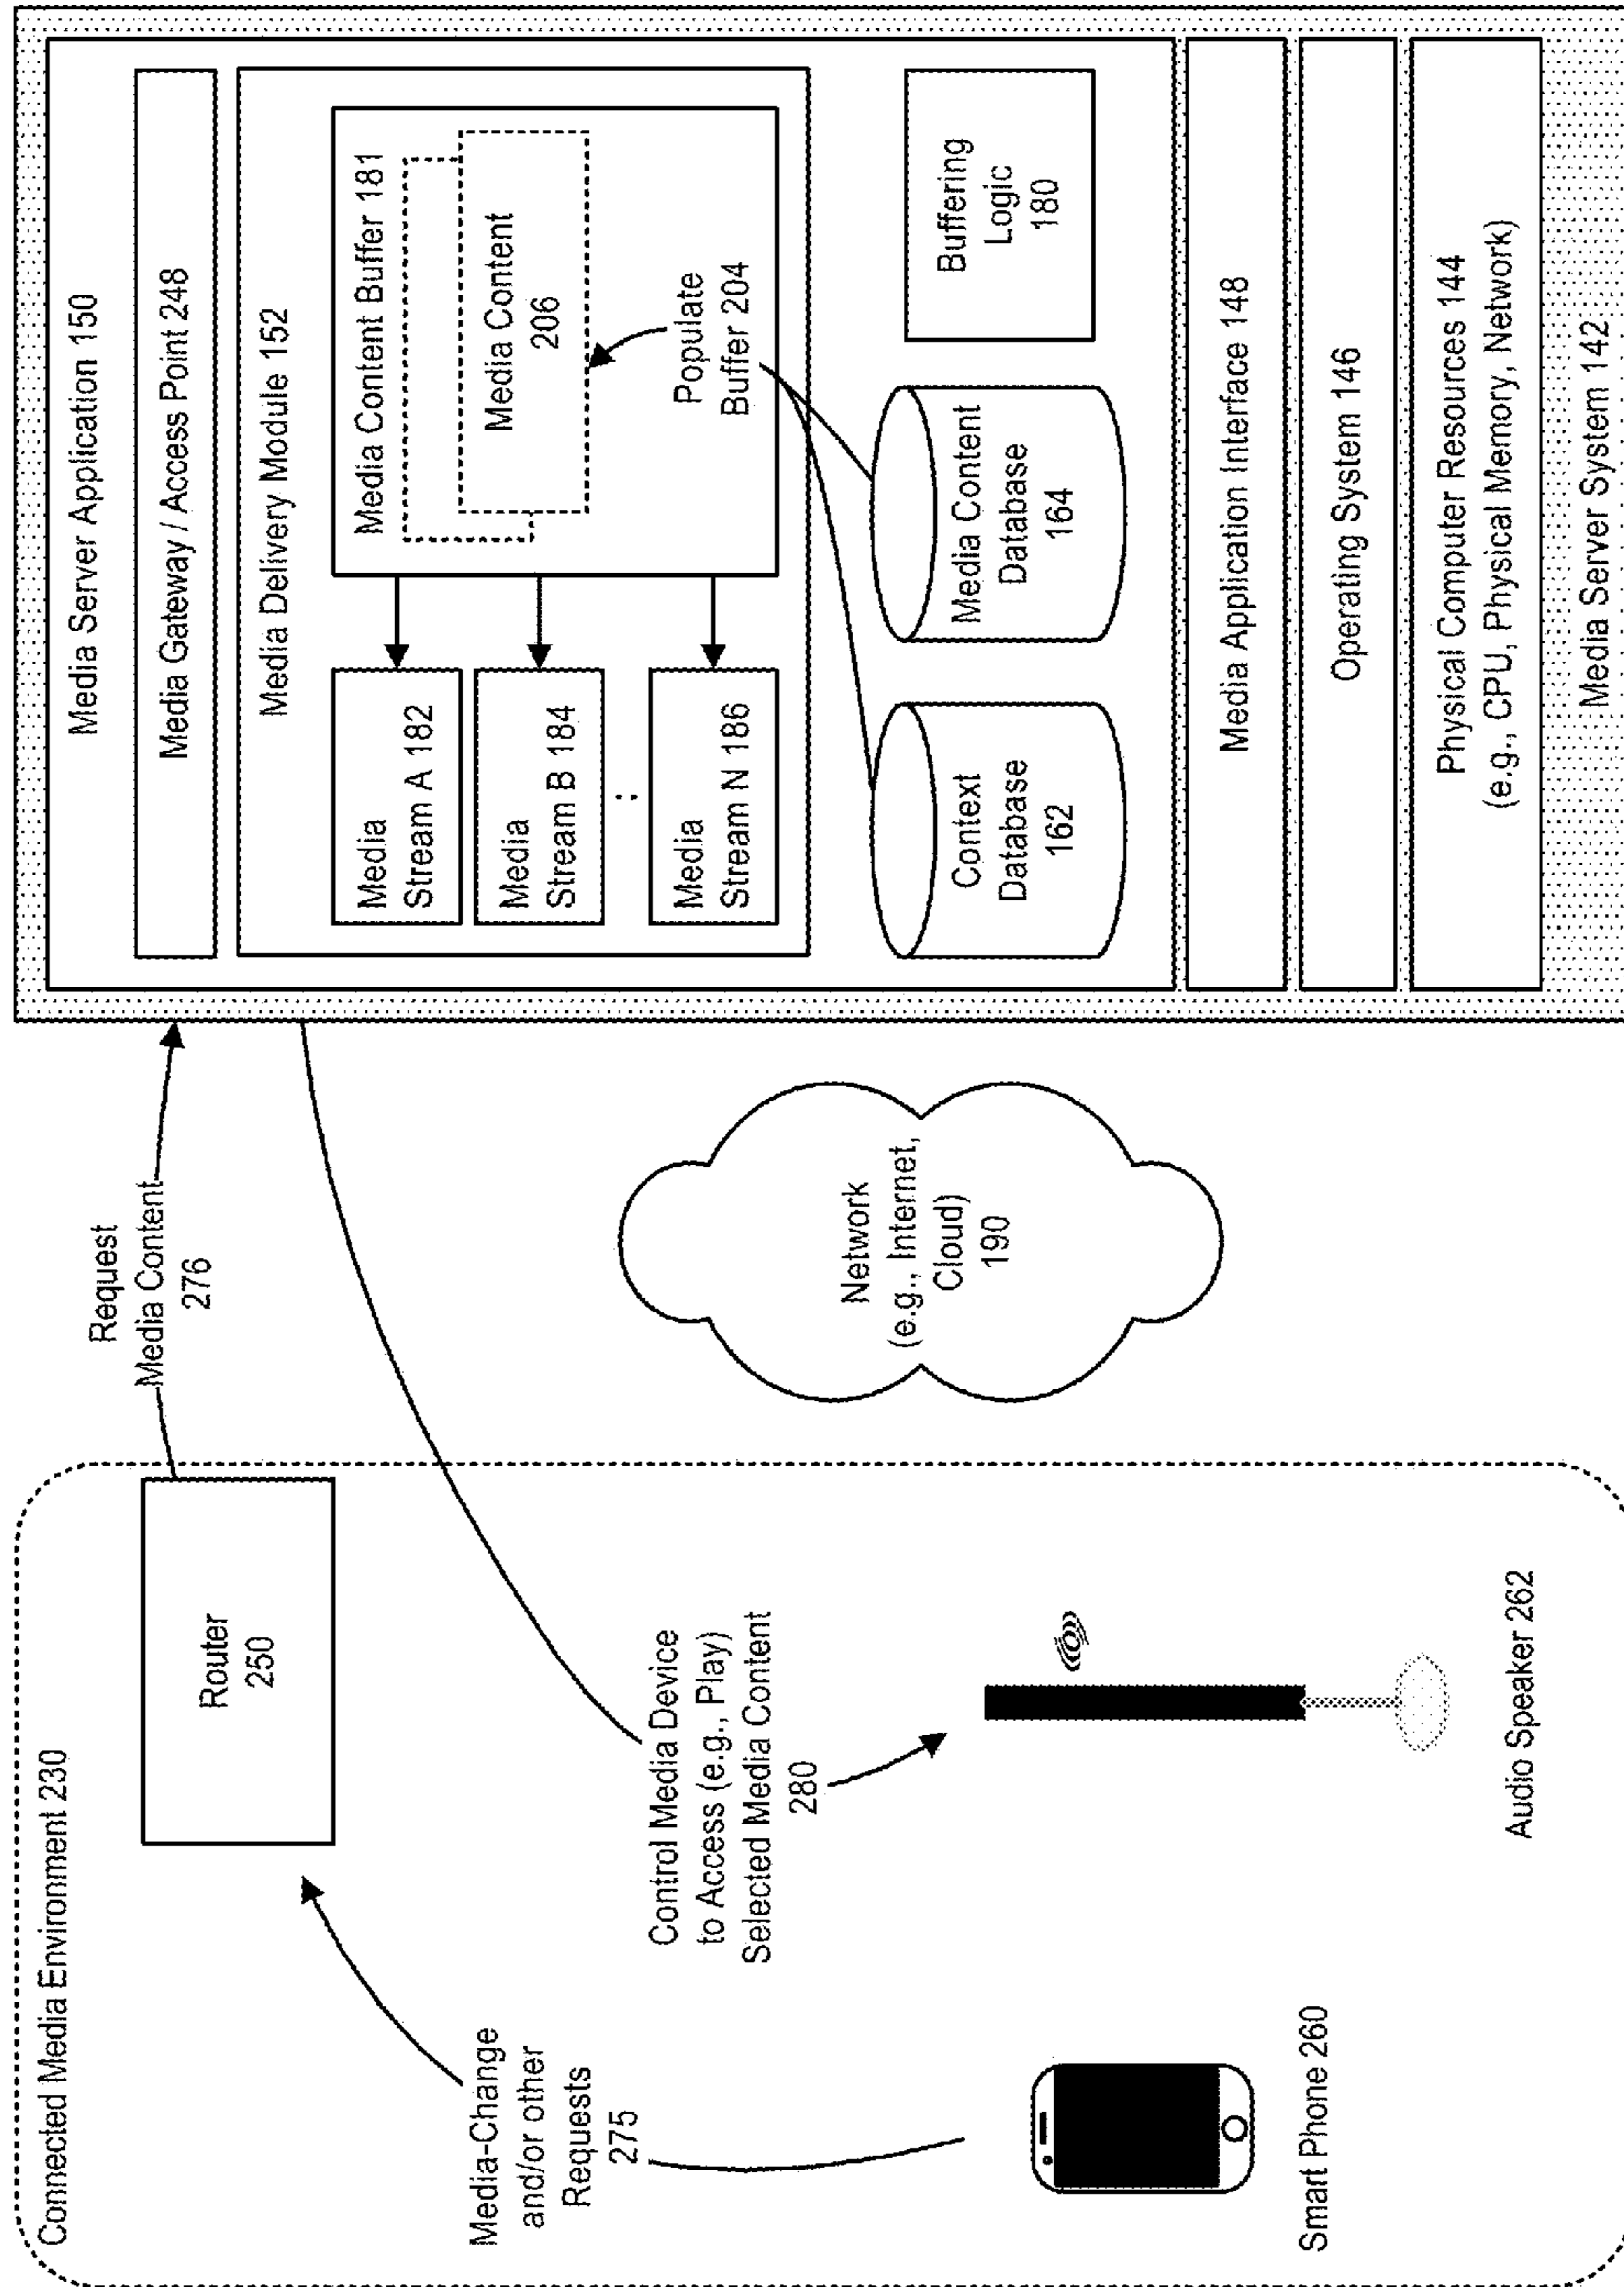 Connected Media Environment 230
Router
250
Media-Change
and/or other
Requests
275
Control Media Device
to Access (e.g., Play)
Selected Media Content
280
Smart Phone 260
Audio Speaker 262
Request
Media Content
276
Network
(e.g., Internet,
Cloud)
190
Media Server Application 150
Media Gateway / Access Point 248
Media Delivery Module 152
Media
Stream A 182
Media
Stream B 184
:
Media
Stream N 186
Media Content Buffer 181
Media Content
206
Populate
Buffer 204
Context
Database
162
Media Content
Database
164
Buffering
Logic
180
Media Application Interface 148
Operating System 146
Physical Computer Resources 144
(e.g., CPU, Physical Memory, Network)
Media Server System 142